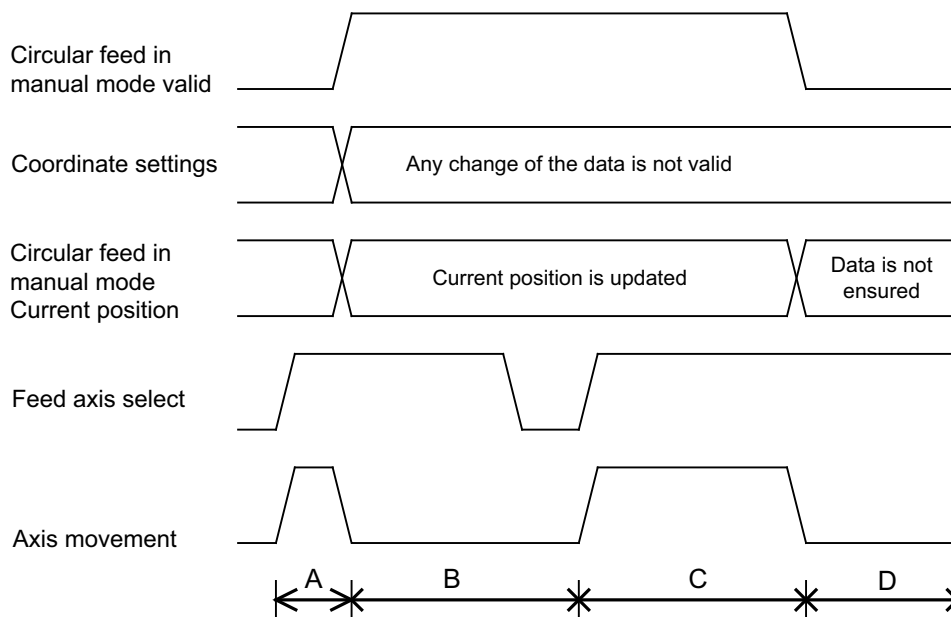 Circular feed in
manual mode valid
Coordinate settings
Any change of the data is not valid
Circular feed in
manual mode
Current position
Current position is updated
Data is not
ensured
Feed axis select
Axis movement
A
B
C
D